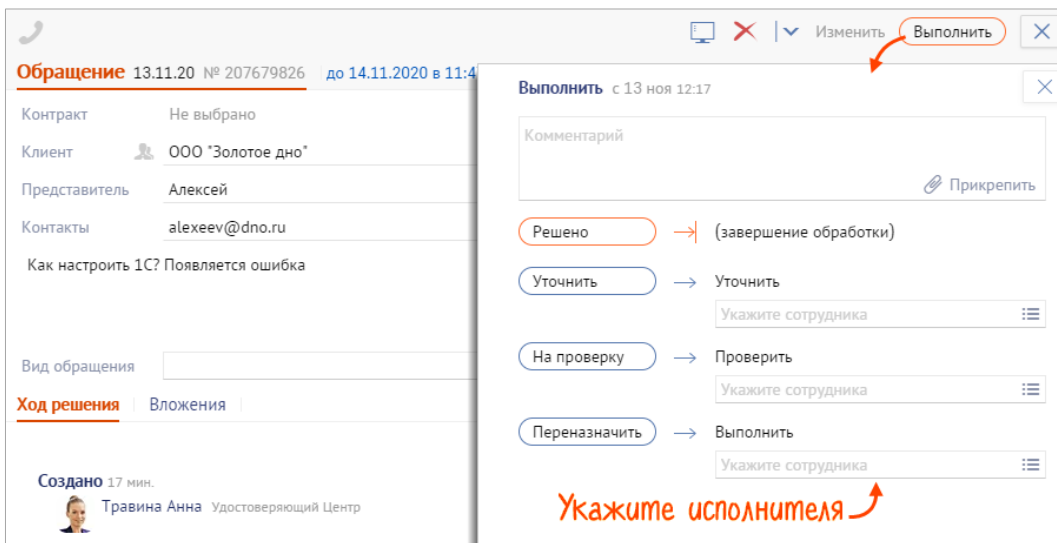 Изменить Выполнить
Обращение 13.11.20 № 207679826 до 14.11.2020 в 11:4
Контракт Не выбрано
Клиент ООО "Золотое дно"
Представитель Алексей
Контакты alexeev@dno.ru
Как настроить 1С? Появляется ошибка
Вид обращения
Ход решения Вложения
Создано 17 мин.
Травина Анна Удостоверяющий Центр
Выполнить с 13 ноя 12:17
Комментарий
Прикрепить
Решено (завершение обработки)
Уточнить Уточнить
Укажите сотрудника
На проверку Проверить
Укажите сотрудника
Переназначить Выполнить
Укажите сотрудника
Укажите исполнителя